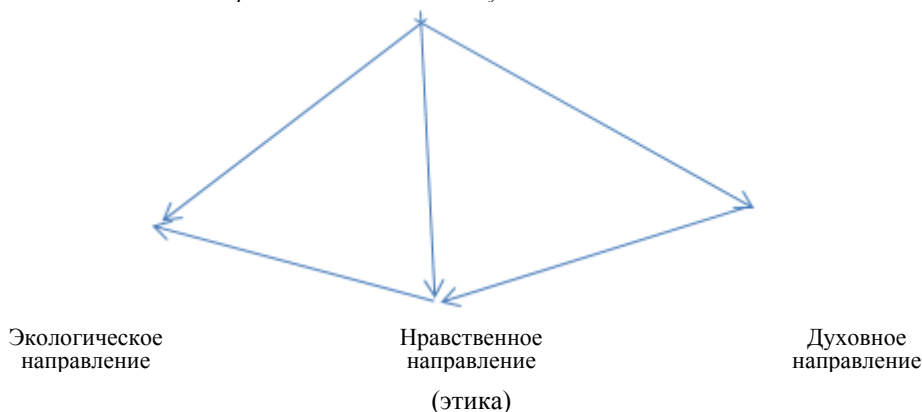 Экологическое Нравственное Духовное
направление направление направление
(этика)